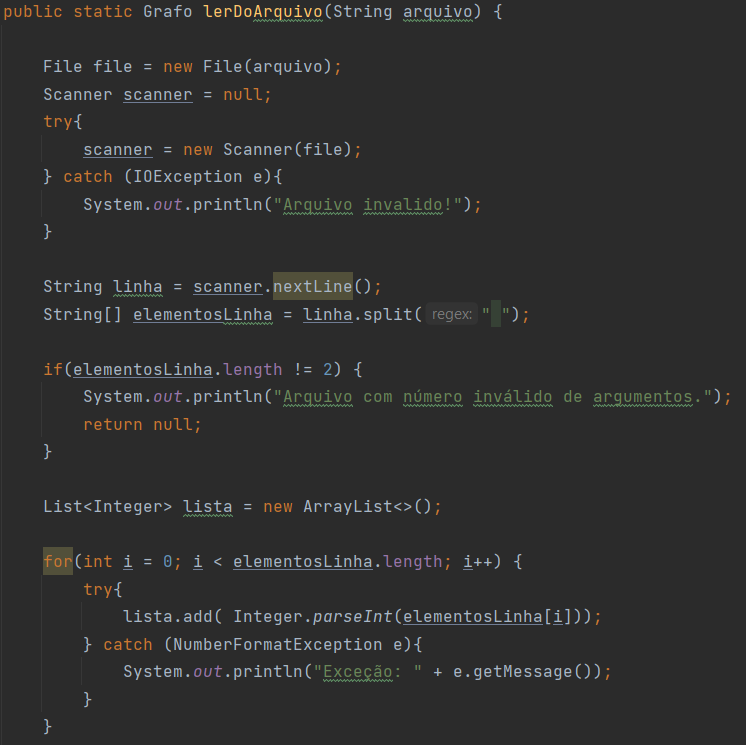 public static Grafo lerDoArquivo(String arquivo) {
File file = new File(arquivo);
Scanner scanner = null;
try{
scanner = new Scanner(file);
} catch (IOException e){
System.out.println("Arquivo invalido!");
}
String linha = scanner.nextLine();
String[] elementosLinha = linha.split( regex: " ");
if(elementosLinha.length != 2) {
System.out.println("Arquivo com número inválido de argumentos.");
return null;
}
List<Integer> lista = new ArrayList<>();
for(int i = 0; i < elementosLinha.length; i++) {
try{
lista.add( Integer.parseInt(elementosLinha[i]));
} catch (NumberFormatException e){
System.out.println("Exceção: " + e.getMessage());
}
}